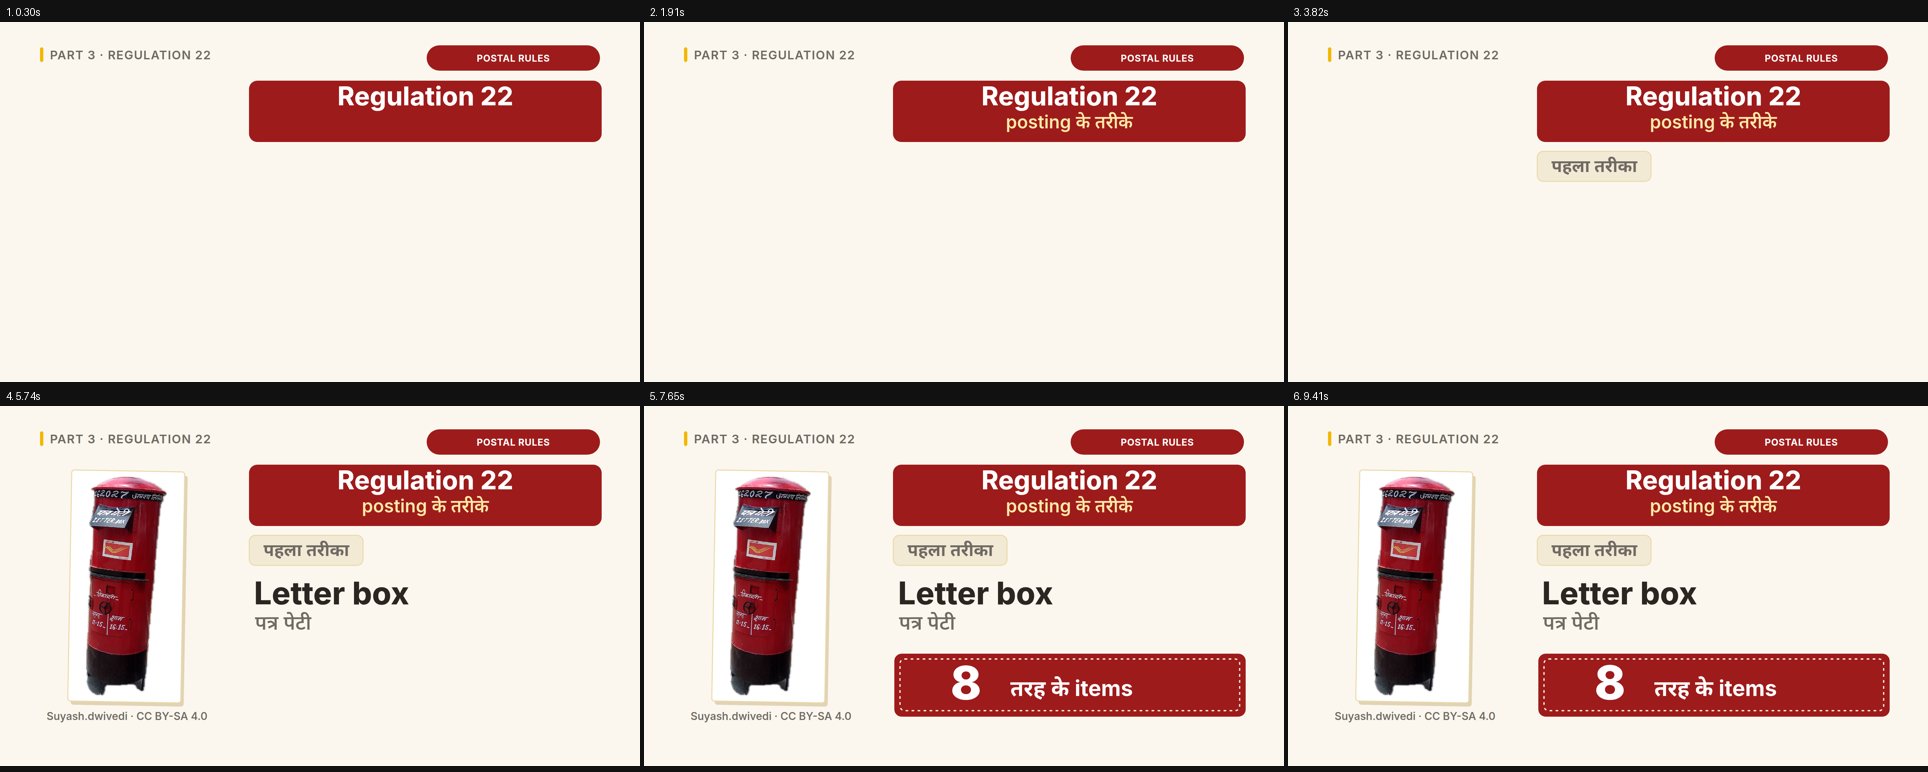 1. 0.30s
PART 3 · REGULATION 22
POSTAL RULES
Regulation 22
2. 1.91s
PART 3 · REGULATION 22
POSTAL RULES
Regulation 22
posting के तरीके
3. 3.82s
PART 3 · REGULATION 22
POSTAL RULES
Regulation 22
posting के तरीके
पहला तरीका
4. 5.74s
PART 3 · REGULATION 22
POSTAL RULES
Regulation 22
posting के तरीके
पहला तरीका
Letter box
पत्र पेटी
LETTER BOX
Suyash.dwivedi · CC BY-SA 4.0
5. 7.65s
PART 3 · REGULATION 22
POSTAL RULES
Regulation 22
posting के तरीके
पहला तरीका
Letter box
पत्र पेटी
8 तरह के items
LETTER BOX
Suyash.dwivedi · CC BY-SA 4.0
6. 9.41s
PART 3 · REGULATION 22
POSTAL RULES
Regulation 22
posting के तरीके
पहला तरीका
Letter box
पत्र पेटी
8 तरह के items
LETTER BOX
Suyash.dwivedi · CC BY-SA 4.0